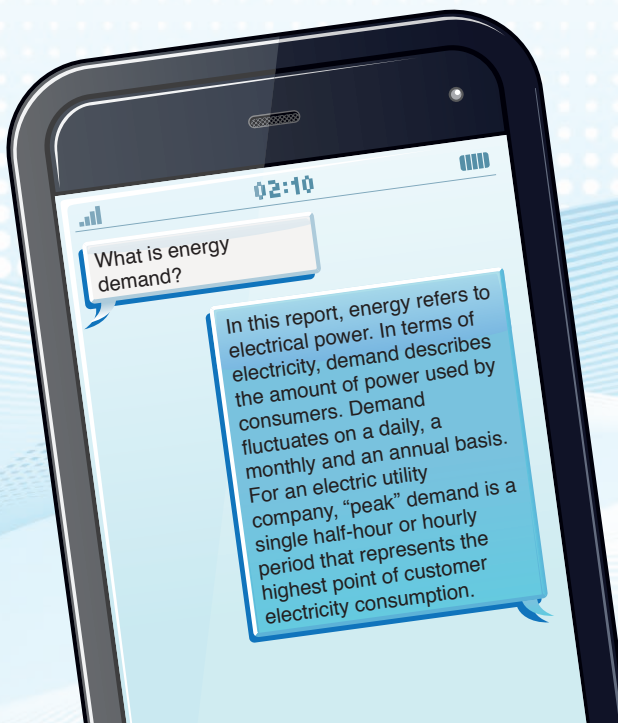 02:10
What is energy
demand?
In this report, energy refers to
electrical power. In terms of
electricity, demand describes
the amount of power used by
consumers. Demand
fluctuates on a daily, a
monthly and an annual basis.
For an electric utility
company, “peak” demand is a
single half-hour or hourly
period that represents the
highest point of customer
electricity consumption.